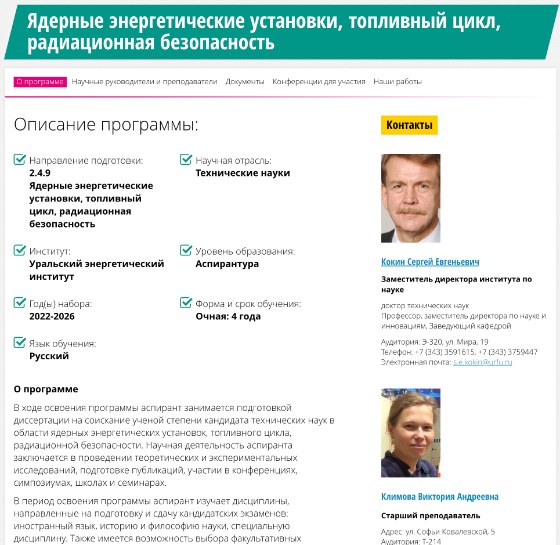 Ядерные энергетические установки, топливный цикл,
радиационная безопасность
О программе Научные руководители и преподаватели Документы Конференции для участия Наши работы
Описание программы:
Направление подготовки:
2.4.9
Ядерные энергетические
установки, топливный
цикл, радиационная
безопасность
Научная отрасль:
Технические науки
Институт:
Уральский энергетический
институт
Уровень образования:
Аспирантура
Год(ы) набора:
2022-2026
Форма и срок обучения:
Очная: 4 года
Язык обучения:
Русский
О программе
В ходе освоения программы аспирант занимается подготовкой
диссертации на соискание ученой степени кандидата технических наук в
области ядерных энергетических установок, топливного цикла,
радиационной безопасности. Научная деятельность аспиранта
заключается в проведении теоретических и экспериментальных
исследований, подготовке публикаций, участии в конференциях,
симпозиумах, школах и семинарах.
В период освоения программы аспирант изучает дисциплины,
направленные на подготовку и сдачу кандидатских экзаменов:
иностранный язык, историю и философию науки, специальную
дисциплину. Также имеется возможность выбора факультативных
Контакты
Кокин Сергей Евгеньевич
Заместитель директора института по
науке
доктор технических наук
Профессор, заместитель директора по науке и
инновациям, Заведующий кафедрой
Аудитория: Э-320, ул. Мира, 19
Телефон: +7 (343) 3591615, +7 (343) 3759447
Электронная почта: s.e.kokin@urfu.ru
Климова Виктория Андреевна
Старший преподаватель
Адрес: ул. Софьи Ковалевской, 5
Аудитория: Т-214